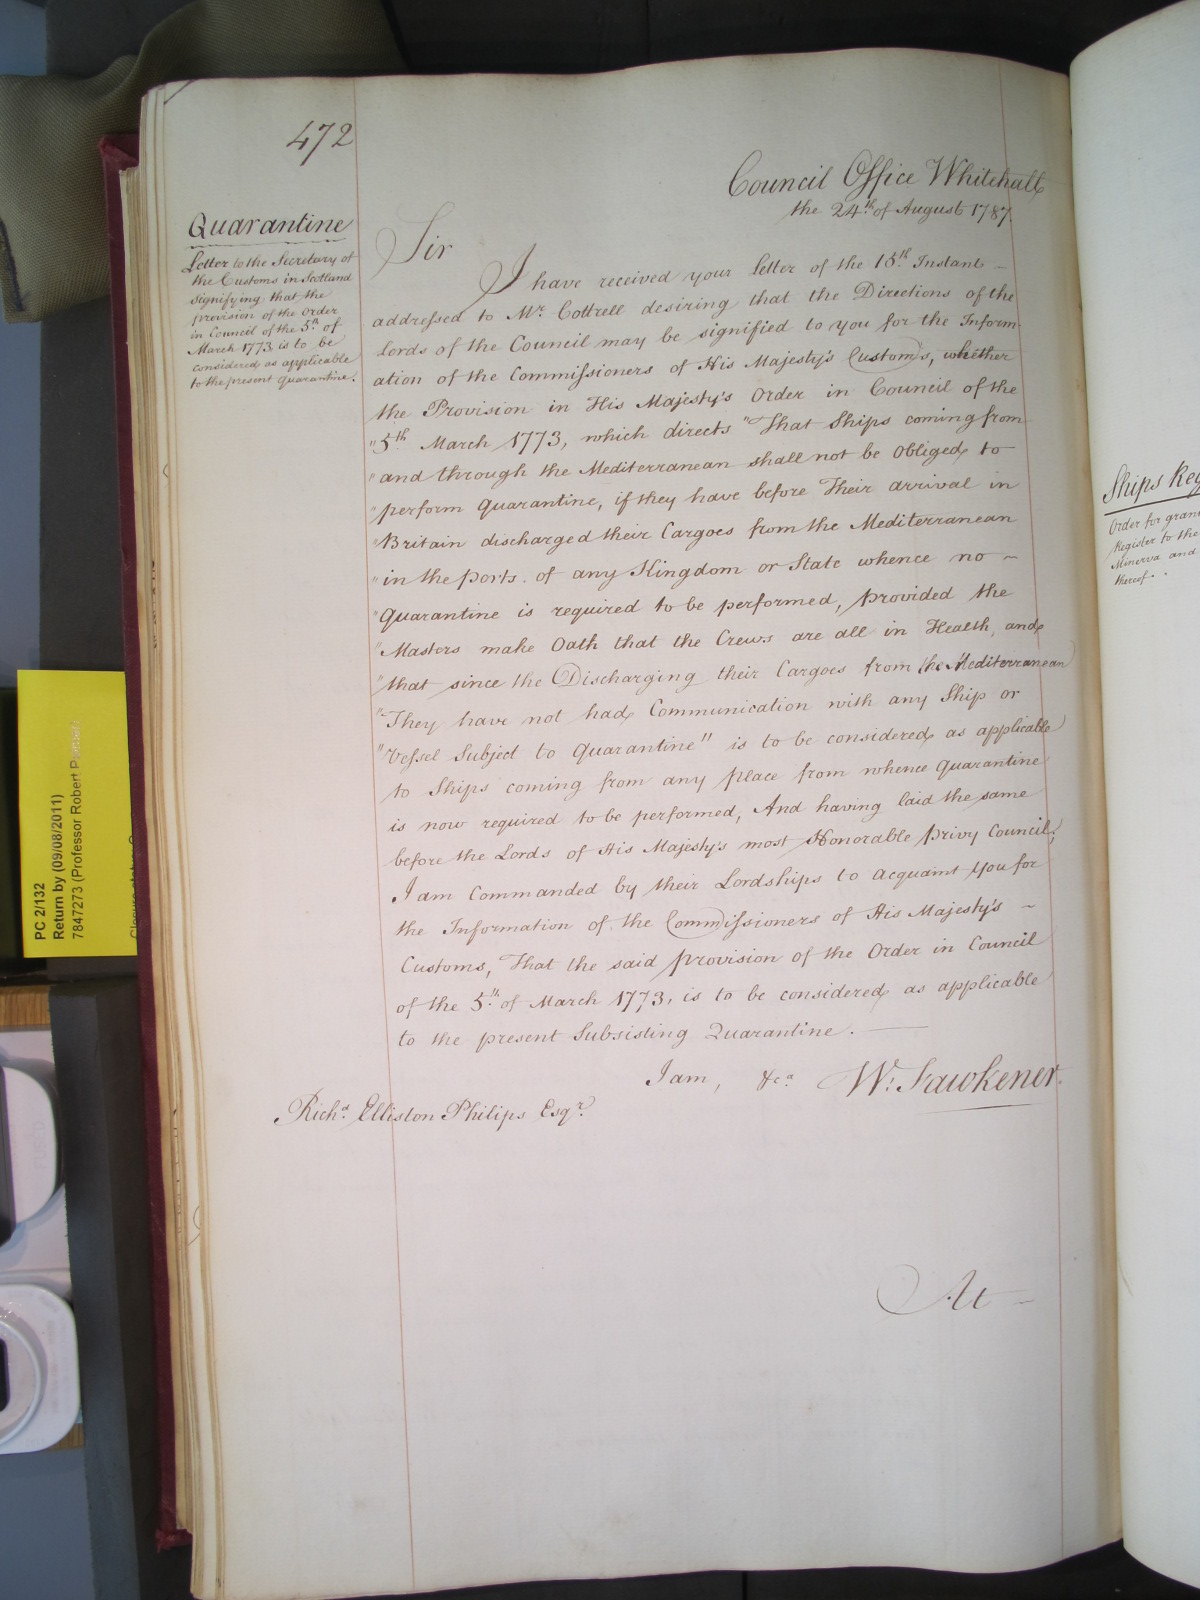 472
Council Office Whitehall
the 24th of August 1787.
Quarantine
Letter to the Secretary of
the Customs in Scotland
signifying that the
provision of the Order
in Council of the 5th of
March 1773, is to be
considered as applicable
to the present Quarantine.
Sir
I have received your letter of the 15th Instant –
addressed to Mr. Cottrell desiring that the Directions of the
Lords of the Council may be signified to you for the Inform-
ation of the Commissioners of His Majesty's Customs, whether
the Provision in His Majesty's Order in Council of the
"5th March 1773, which directs "That Ships coming from
"and through the Mediterranean shall not be Obliged to
"perform Quarantine, if they have before Their arrival in
"Britain discharged their Cargoes from the Mediterranean
"in the ports of any Kingdom or State whence no –
"Quarantine is required to be performed, provided the
"Masters make Oath that the Crews are all in Health, and
"that since the Discharging their Cargoes from the Mediterranean
"They have not had Communication with any Ship or
"Vessel Subject to Quarantine" is to be considered as applicable
to Ships coming from any place from whence Quarantine
is now required to be performed, And having laid the same
before the Lords of His Majesty's most Honorable Privy Council;
I am Commanded by their Lordships to acquaint you for
the Information of the Commissioners of His Majesty's –
Customs, That the said provision of the Order in Council
of the 5th of March 1773, is to be considered as applicable
to the present Subsisting Quarantine. —
I am, &ca W. Fawkener.
Richd. Elliston Philips Esqr.
At –
Ships Reg
Order for gran
Register to the
Minerva and
thereof.
PC 2/132
Return by (09/08/2011)
7847273 (Professor Robert